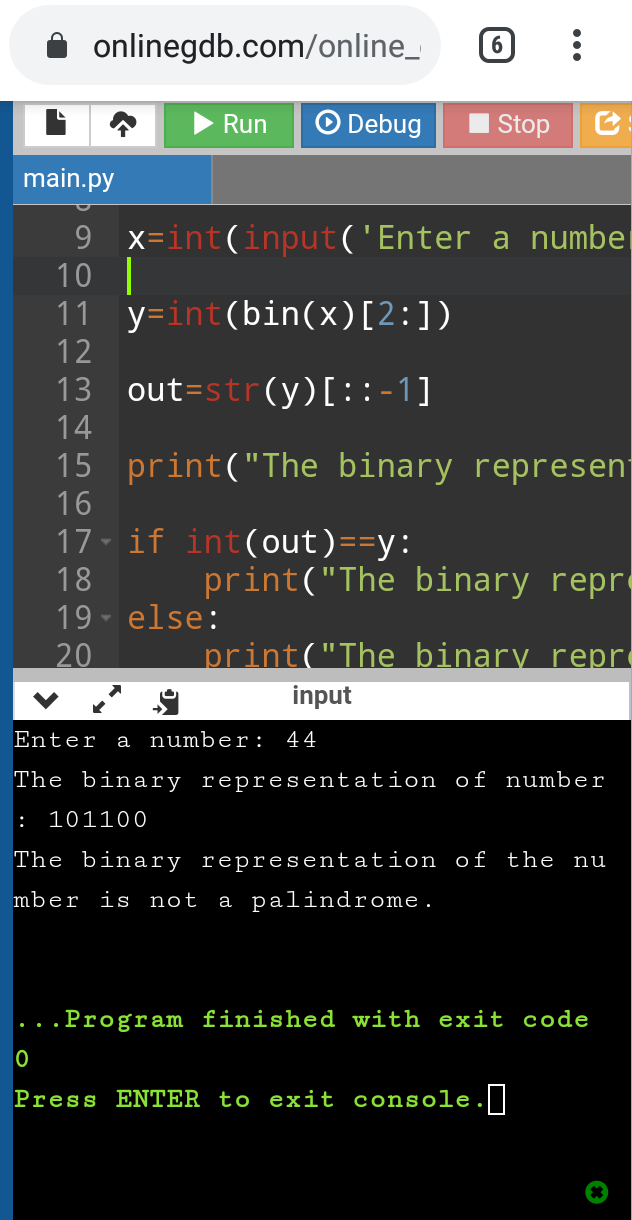 onlinegdb.com/online_
6
Run Debug Stop
main.py
9 x=int(input('Enter a number
10
11 y=int(bin(x)[2:])
12
13 out=str(y)[::-1]
14
15 print("The binary represent
16
17 if int(out)==y:
18 print("The binary repre
19 else:
20 print("The binary repre
input
Enter a number: 44
The binary representation of number
: 101100
The binary representation of the nu
mber is not a palindrome.
...Program finished with exit code
0
Press ENTER to exit console.